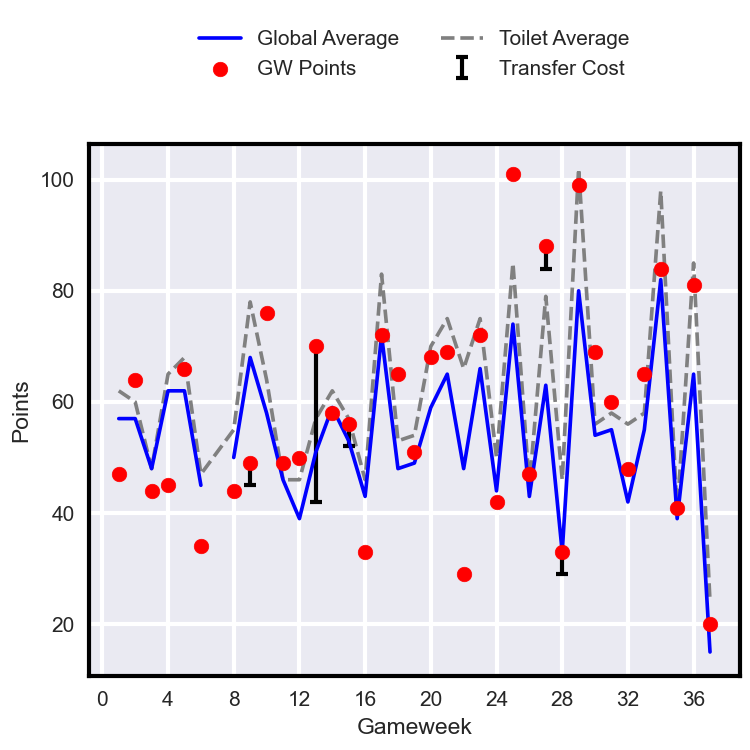 Global Average
Toilet Average
GW Points
Transfer Cost
100
80
60
40
20
Points
0 4 8 12 16 20 24 28 32 36
Gameweek